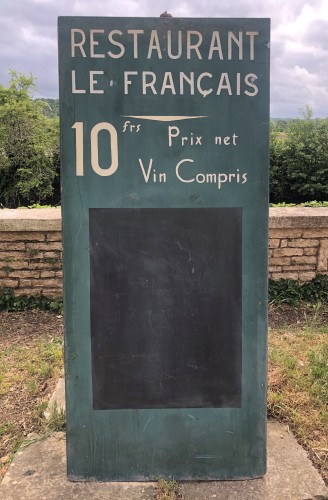 RESTAURANT
LE FRANÇAIS
10 frs Prix net
Vin Compris